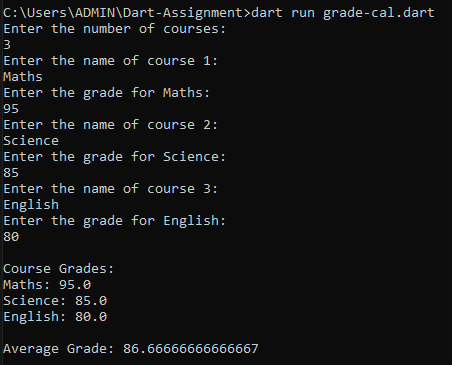 C:\Users\ADMIN\Dart-Assignment>dart run grade-cal.dart
Enter the number of courses:
3
Enter the name of course 1:
Maths
Enter the grade for Maths:
95
Enter the name of course 2:
Science
Enter the grade for Science:
85
Enter the name of course 3:
English
Enter the grade for English:
80
Course Grades:
Maths: 95.0
Science: 85.0
English: 80.0
Average Grade: 86.66666666666667